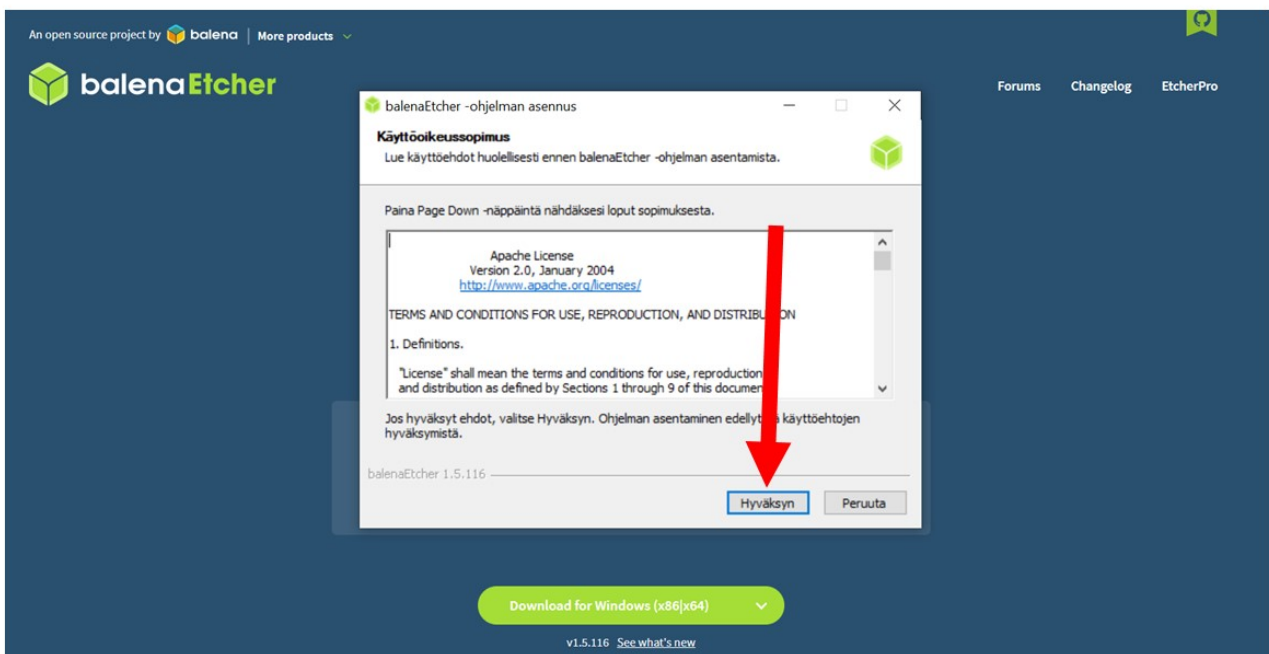 An open source project by balena | More products
balenaEtcher
Forums Changelog EtcherPro
balenaEtcher -ohjelman asennus
Käyttöoikeussopimus
Lue käyttöehdot huolellisesti ennen balenaEtcher -ohjelman asentamista.
Paina Page Down -näppäintä nähdäksesi loput sopimuksesta.
Apache License
Version 2.0, January 2004
http://www.apache.org/licenses/
TERMS AND CONDITIONS FOR USE, REPRODUCTION, AND
1. Definitions.
"License" shall mean the terms and conditions for use,
and distribution as defined by Sections 1 through 9 of this
Jos hyväksyt ehdot, valitse Hyväksyn. Ohjelman asentaminen käyttöehtojen
hyväksymistä.
balenaEtcher 1.5.116
Hyväksyn Peruuta
Download for Windows (x86|x64)
v1.5.116 See what's new